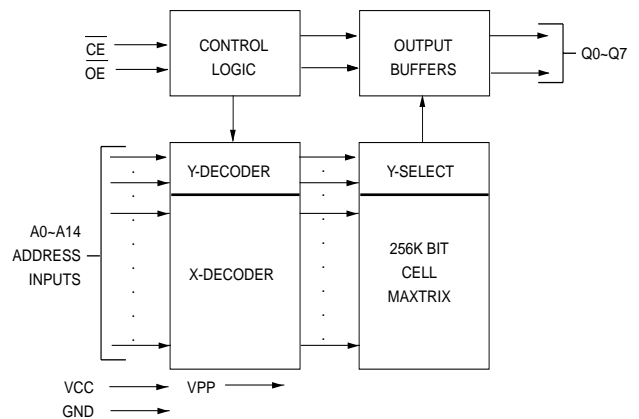 CE
OE
CONTROL
LOGIC
OUTPUT
BUFFERS
Q0~Q7
Y-DECODER
Y-SELECT
A0~A14
ADDRESS
INPUTS
X-DECODER
256K BIT
CELL
MAXTRIX
VCC
VPP
GND